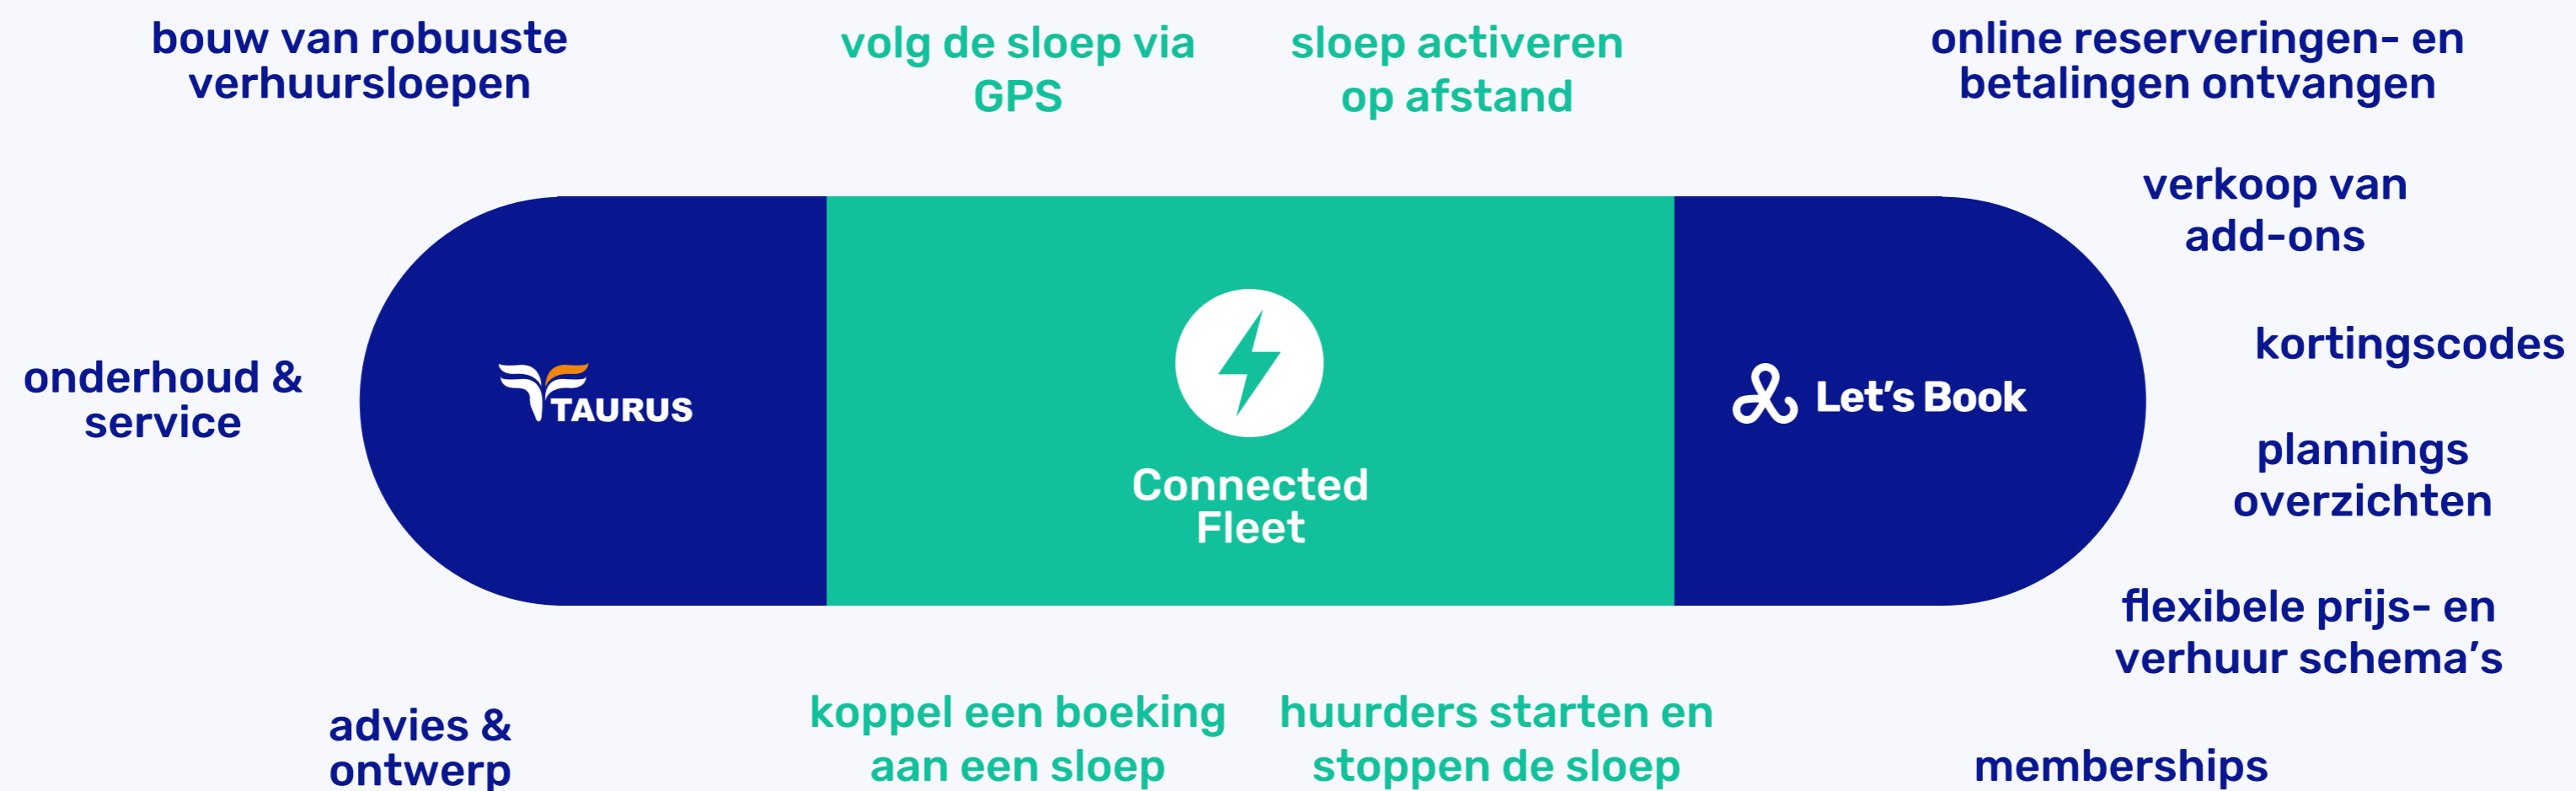 bouw van robuuste
verhuursloepen
volg de sloep via
GPS
sloep activeren
op afstand
online reserveringen- en
betalingen ontvangen
verkoop van
add-ons
kortingscodes
onderhoud &
service
TAURUS
Connected
Fleet
Let's Book
plannings
overzichten
flexibele prijs- en
verhuur schema's
advies &
ontwerp
koppel een boeking
aan een sloep
huurders starten en
stoppen de sloep
memberships